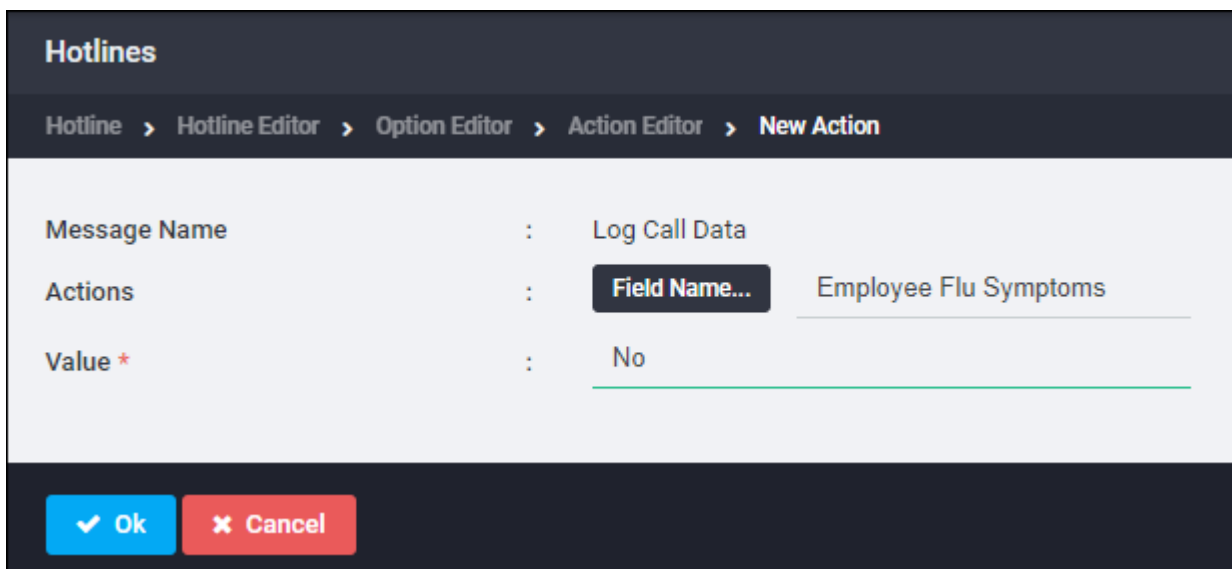 Hotlines
Hotline > Hotline Editor > Option Editor > Action Editor > New Action
Message Name : Log Call Data
Actions : Field Name... Employee Flu Symptoms
Value * : No
Ok Cancel